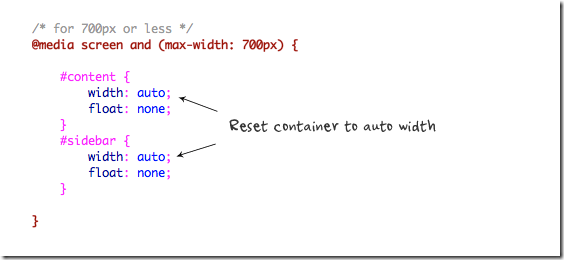 /* for 700px or less */
@media screen and (max-width: 700px) {
#content {
width: auto;
float: none;
}
Reset container to auto width
#sidebar {
width: auto;
float: none;
}
}